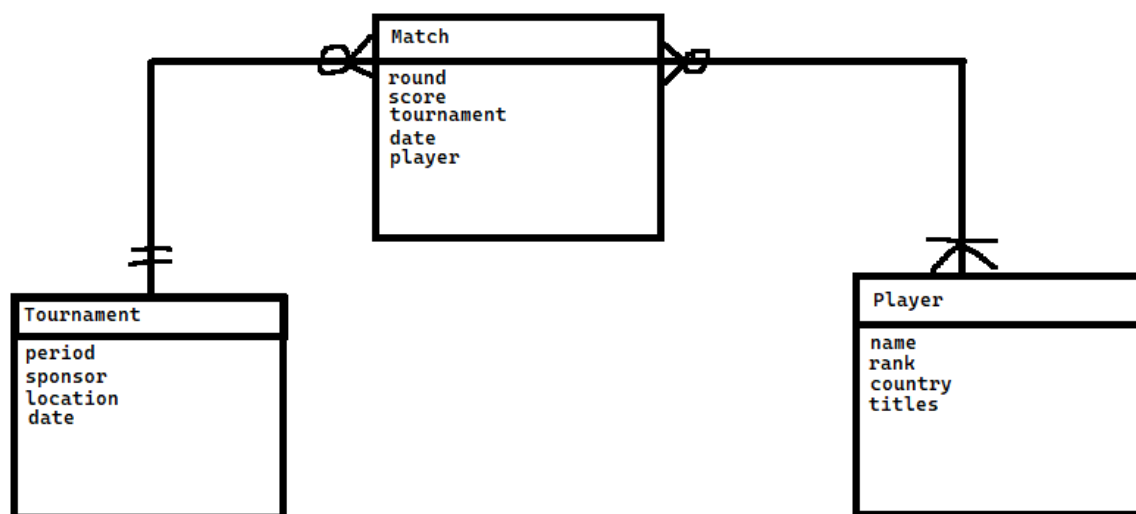 Match
round
score
tournament
date
player
Tournament
period
sponsor
location
date
Player
name
rank
country
titles